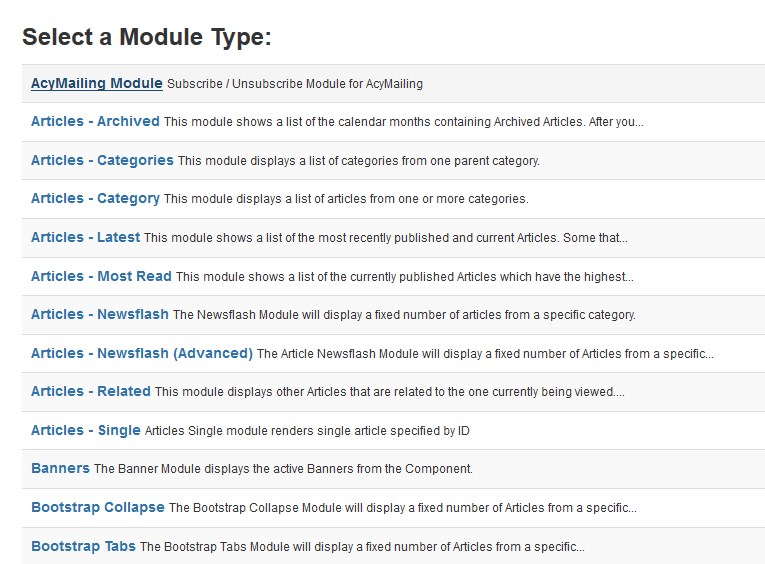 Select a Module Type:
AcyMailing Module Subscribe / Unsubscribe Module for AcyMailing
Articles - Archived This module shows a list of the calendar months containing Archived Articles. After you...
Articles - Categories This module displays a list of categories from one parent category.
Articles - Category This module displays a list of articles from one or more categories.
Articles - Latest This module shows a list of the most recently published and current Articles. Some that...
Articles - Most Read This module shows a list of the currently published Articles which have the highest...
Articles - Newsflash The Newsflash Module will display a fixed number of articles from a specific category.
Articles - Newsflash (Advanced) The Article Newsflash Module will display a fixed number of Articles from a specific...
Articles - Related This module displays other Articles that are related to the one currently being viewed....
Articles - Single Articles Single module renders single article specified by ID
Banners The Banner Module displays the active Banners from the Component.
Bootstrap Collapse The Bootstrap Collapse Module will display a fixed number of Articles from a specific...
Bootstrap Tabs The Bootstrap Tabs Module will display a fixed number of Articles from a specific...